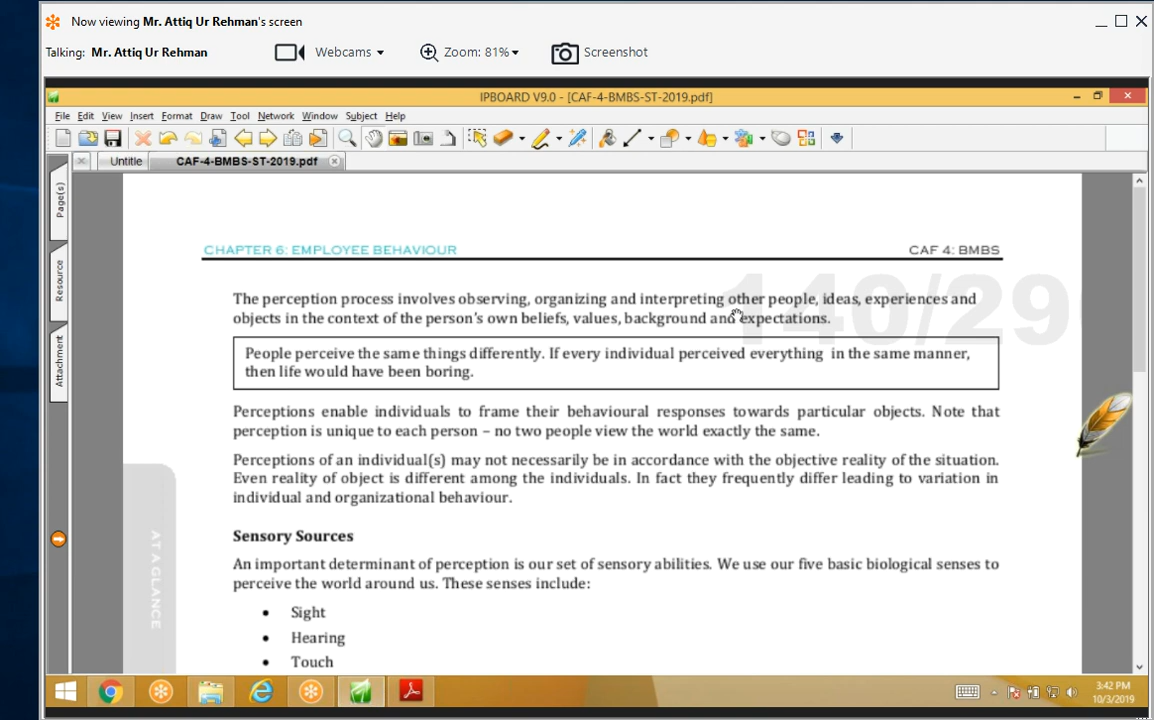 Now viewing Mr. Attiq Ur Rehman's screen
Talking: Mr. Attiq Ur Rehman Webcams Zoom: 81% Screenshot
IPBOARD V9.0 - [CAF-4-BMBS-ST-2019.pdf]
File Edit View Insert Format Draw Tool Network Window Subject Help
Untitle CAF-4-BMBS-ST-2019.pdf
Page(s)
Resource
Attachment
CHAPTER 6: EMPLOYEE BEHAVIOUR CAF 4: BMBS
140/29
The perception process involves observing, organizing and interpreting other people, ideas, experiences and
objects in the context of the person's own beliefs, values, background and expectations.
People perceive the same things differently. If every individual perceived everything in the same manner,
then life would have been boring.
Perceptions enable individuals to frame their behavioural responses towards particular objects. Note that
perception is unique to each person – no two people view the world exactly the same.
Perceptions of an individual(s) may not necessarily be in accordance with the objective reality of the situation.
Even reality of object is different among the individuals. In fact they frequently differ leading to variation in
individual and organizational behaviour.
AT A GLANCE
Sensory Sources
An important determinant of perception is our set of sensory abilities. We use our five basic biological senses to
perceive the world around us. These senses include:
• Sight
• Hearing
• Touch
3:42 PM
10/3/2019